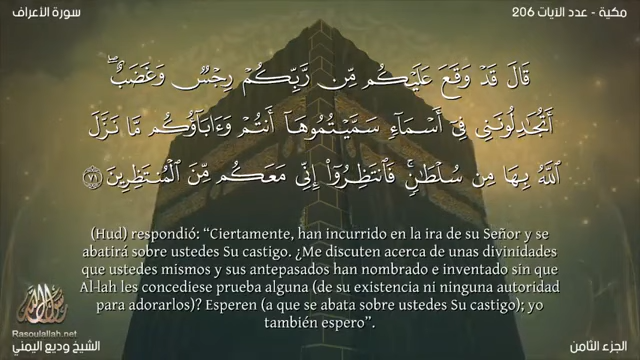 سورة الأعراف
مكية - عدد الآيات 206
قَالَ قَدْ وَقَعَ عَلَيْكُم مِّن رَّبِّكُمْ رِجْسٌ وَغَضَبٌ ۖ
أَتُجَٰدِلُونَنِى فِىٓ أَسْمَآءٍ سَمَّيْتُمُوهَآ أَنتُمْ وَءَابَآؤُكُم مَّا نَزَّلَ
ٱللَّهُ بِهَا مِن سُلْطَٰنٍ ۚ فَٱنتَظِرُوٓا۟ إِنِّى مَعَكُم مِّنَ ٱلْمُنتَظِرِينَ ٧١
(Hud) respondió: “Ciertamente, han incurrido en la ira de su Señor y se
abatirá sobre ustedes Su castigo. ¿Me discuten acerca de unas divinidades
que ustedes mismos y sus antepasados han nombrado e inventado sin que
Al-lah les concediese prueba alguna (de su existencia ni ninguna autoridad
para adorarlos)? Esperen (a que se abata sobre ustedes Su castigo); yo
también espero”.
رسول الله
Rasoulallah.net
الشيخ وديع اليمني
الجزء الثامن